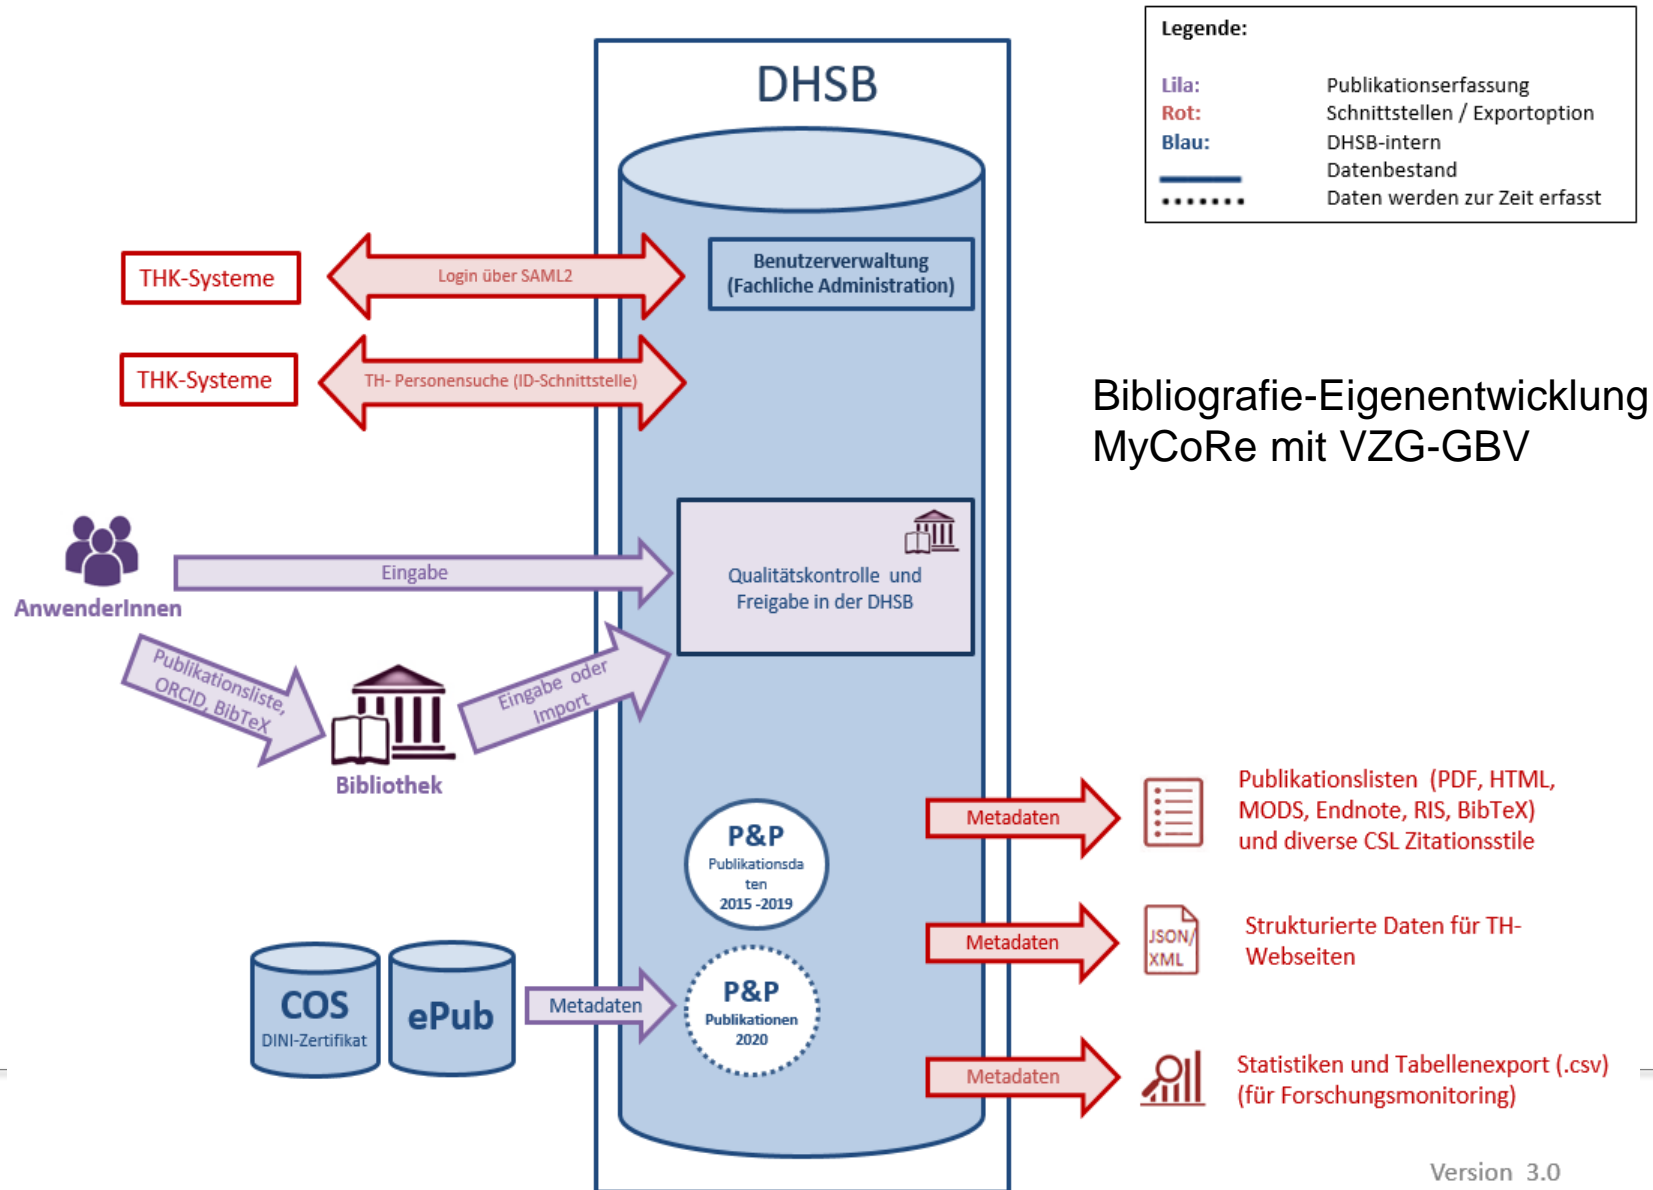 DHSB
Legende:
Lila: Publikationserfassung
Rot: Schnittstellen / Exportoption
Blau: DHSB-intern
Datenbestand
Daten werden zur Zeit erfasst
THK-Systeme
Login über SAML2
Benutzerverwaltung
(Fachliche Administration)
THK-Systeme
TH- Personensuche (ID-Schnittstelle)
Bibliografie-Eigenentwicklung
MyCoRe mit VZG-GBV
AnwenderInnen
Eingabe
Qualitätskontrolle und
Freigabe in der DHSB
Publikationsliste,
ORCID, BibTeX
Bibliothek
Eingabe oder
Import
P&P
Publikationsda
ten
2015 -2019
Metadaten
Publikationslisten (PDF, HTML,
MODS, Endnote, RIS, BibTeX)
und diverse CSL Zitationsstile
Metadaten
JSON/
XML
Strukturierte Daten für TH-
Webseiten
COS
DINI-Zertifikat
ePub
Metadaten
P&P
Publikationen
2020
Metadaten
Statistiken und Tabellenexport (.csv)
(für Forschungsmonitoring)
Version 3.0